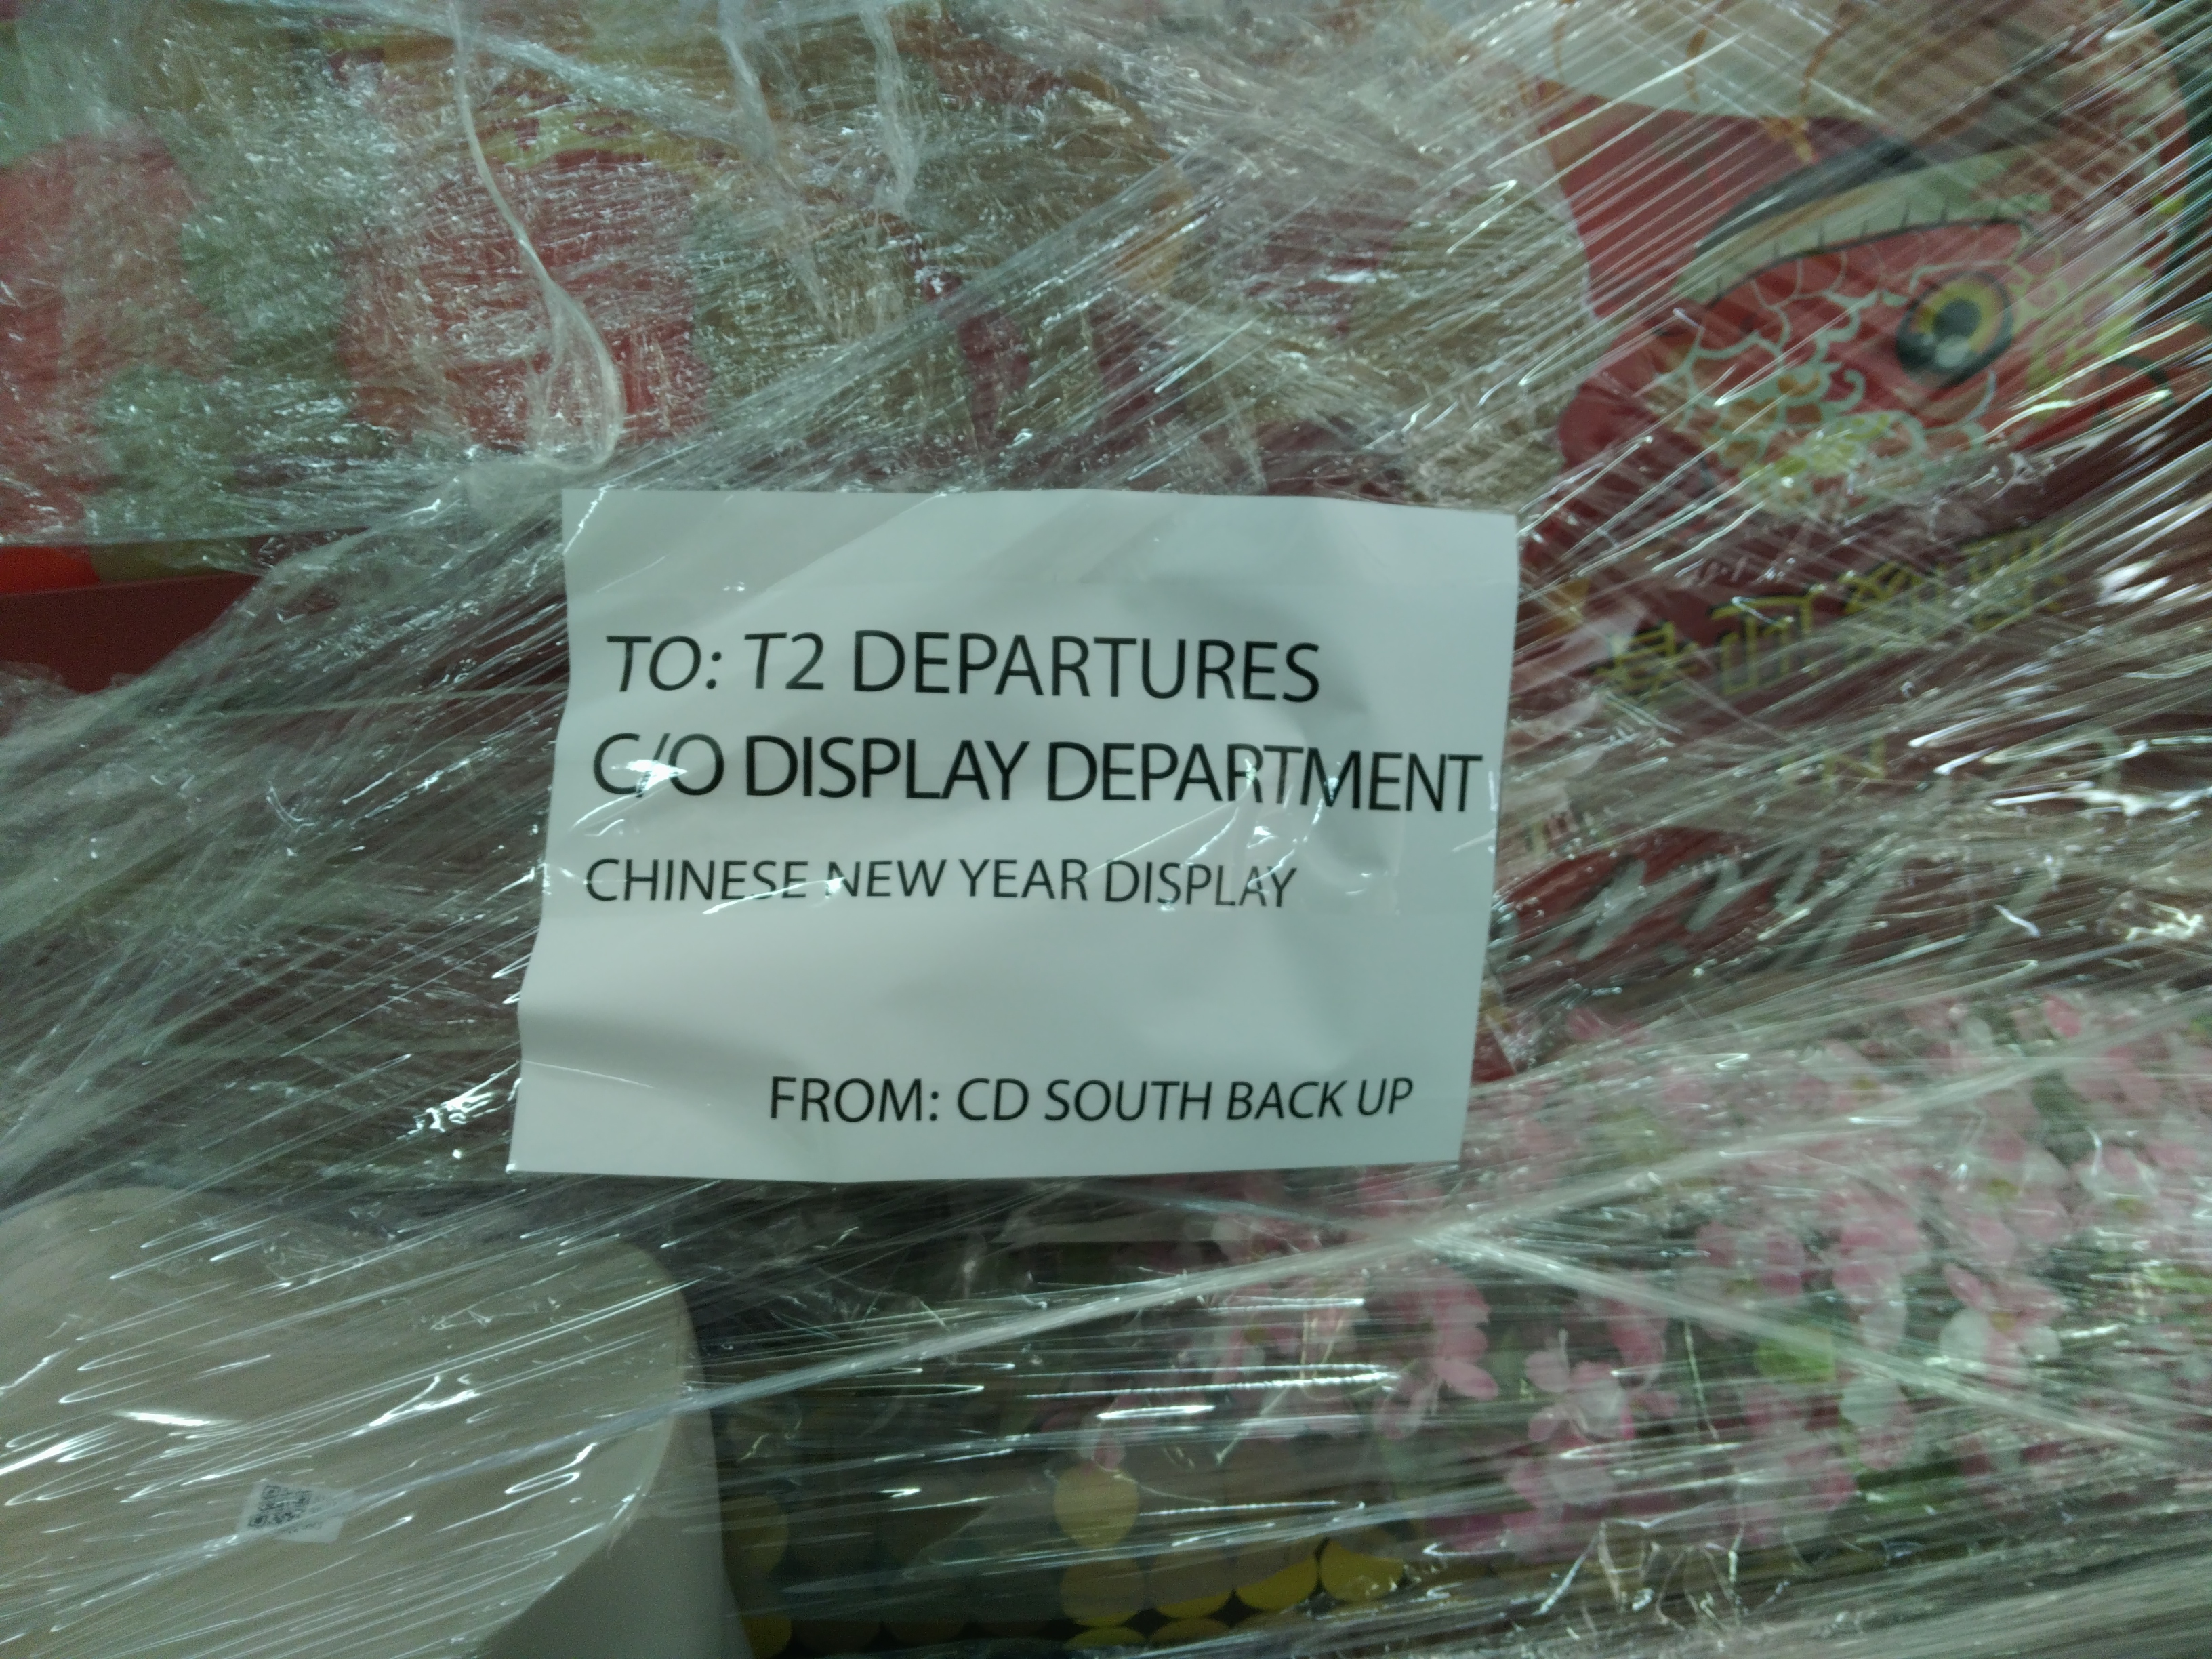 TO: T2 DEPARTURES
C/O DISPLAY DEPARTMENT
CHINESE NEW YEAR DISPLAY
FROM: CD SOUTH BACK UP